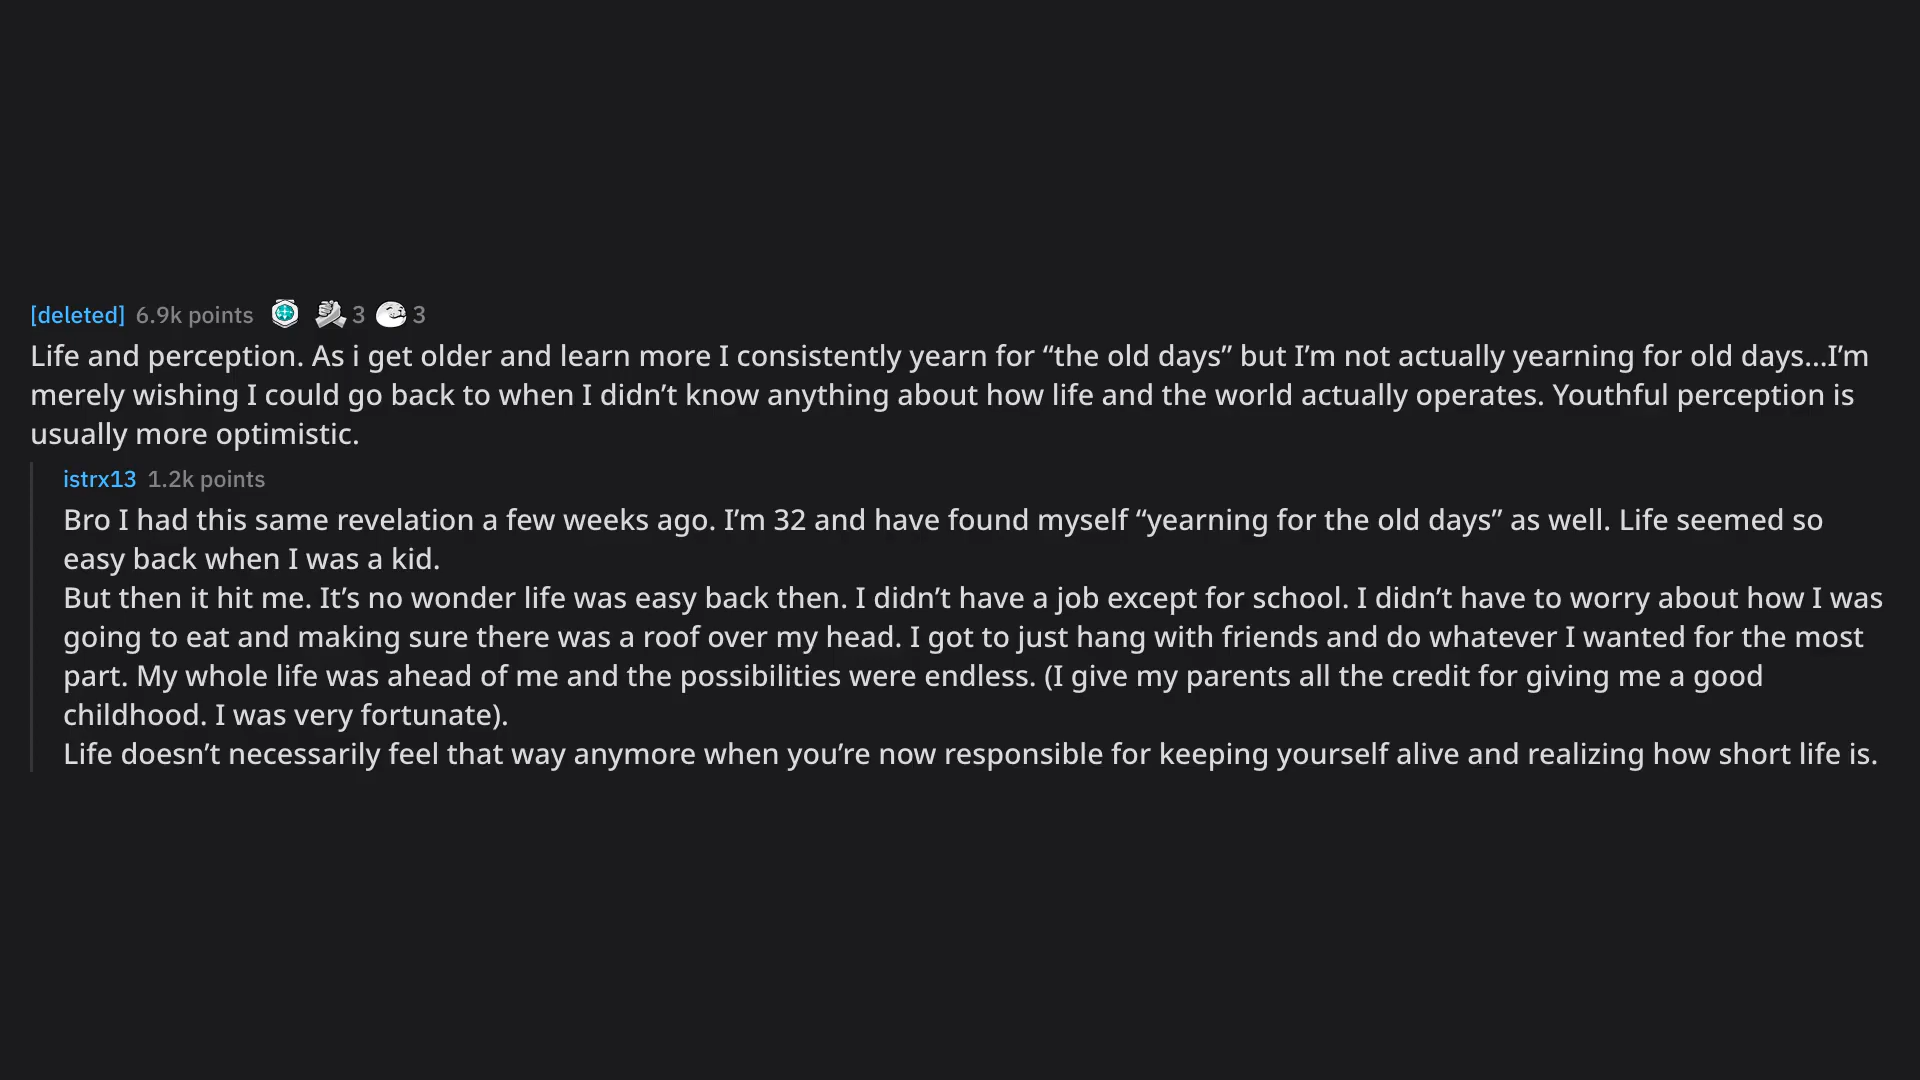 [deleted] 6.9k points 3 3
Life and perception. As i get older and learn more I consistently yearn for “the old days” but I’m not actually yearning for old days...I’m
merely wishing I could go back to when I didn’t know anything about how life and the world actually operates. Youthful perception is
usually more optimistic.
istrx13 1.2k points
Bro I had this same revelation a few weeks ago. I’m 32 and have found myself “yearning for the old days” as well. Life seemed so
easy back when I was a kid.
But then it hit me. It’s no wonder life was easy back then. I didn’t have a job except for school. I didn’t have to worry about how I was
going to eat and making sure there was a roof over my head. I got to just hang with friends and do whatever I wanted for the most
part. My whole life was ahead of me and the possibilities were endless. (I give my parents all the credit for giving me a good
childhood. I was very fortunate).
Life doesn’t necessarily feel that way anymore when you’re now responsible for keeping yourself alive and realizing how short life is.